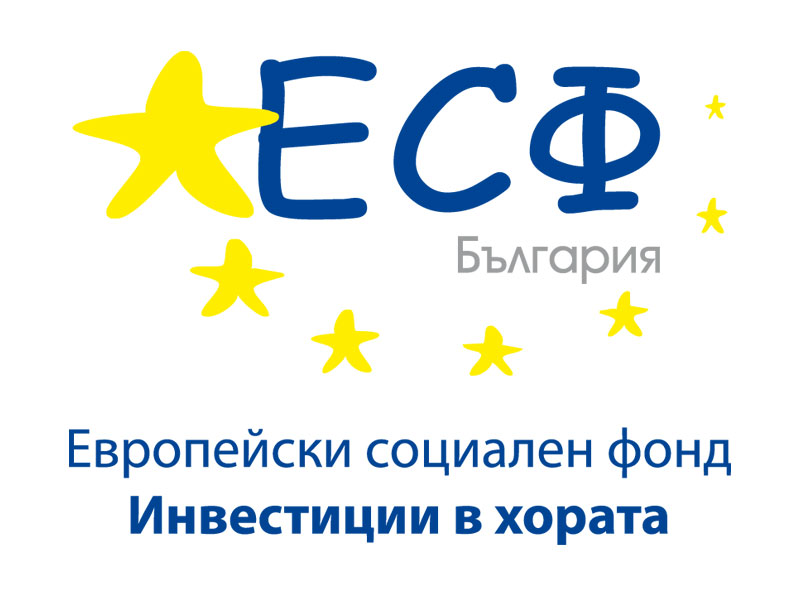 ЕСФ
България
Европейски социален фонд
Инвестиции в хората